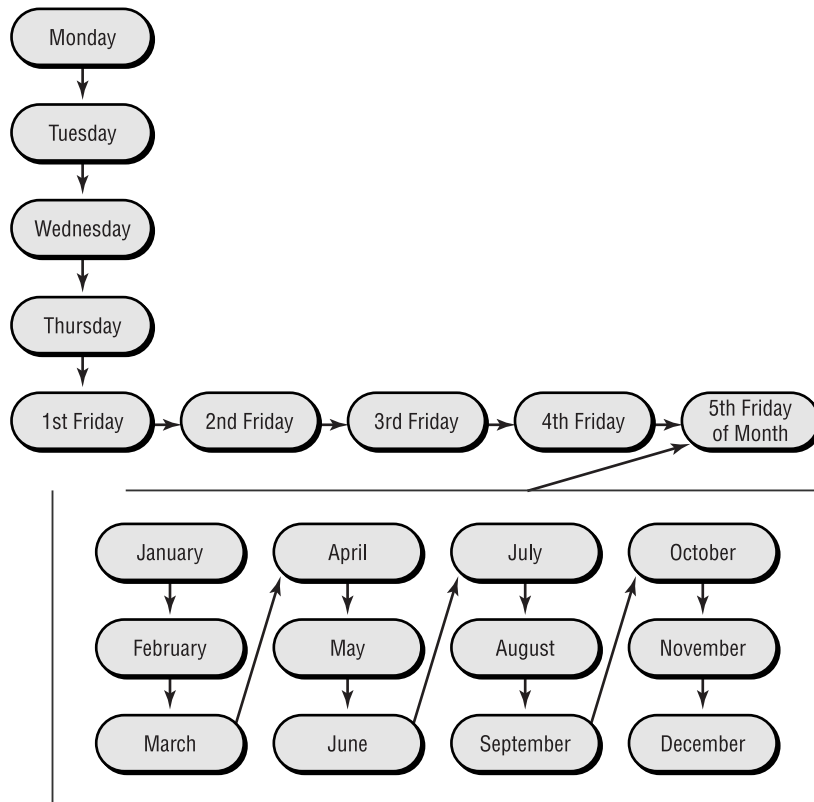 Monday
Tuesday
Wednesday
Thursday
1st Friday
2nd Friday
3rd Friday
4th Friday
5th Friday
of Month
January
February
March
April
May
June
July
August
September
October
November
December